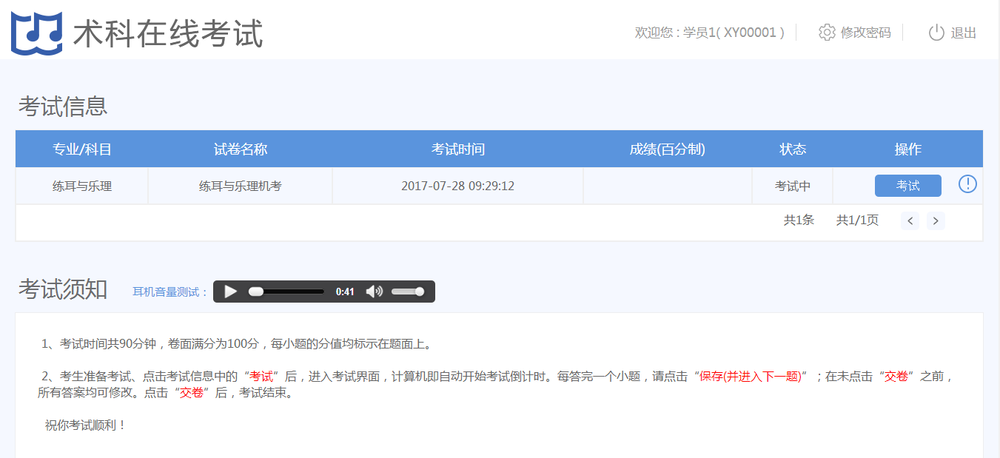 术科在线考试
欢迎您 : 学员1( XY00001 )
修改密码
退出
考试信息
专业/科目 试卷名称 考试时间 成绩(百分制) 状态 操作
练耳与乐理 练耳与乐理机考 2017-07-28 09:29:12 考试中 考试
共1条 共1/1页 < >
考试须知 耳机音量测试： 0:41
1、考试时间共90分钟，卷面满分为100分，每小题的分值均标示在题面上。
2、考生准备考试、点击考试信息中的“考试”后，进入考试界面，计算机即自动开始考试倒计时。每答完一个小题，请点击“保存(并进入下一题)”；在未点击“交卷”之前，
所有答案均可修改。点击“交卷”后，考试结束。
祝你考试顺利！